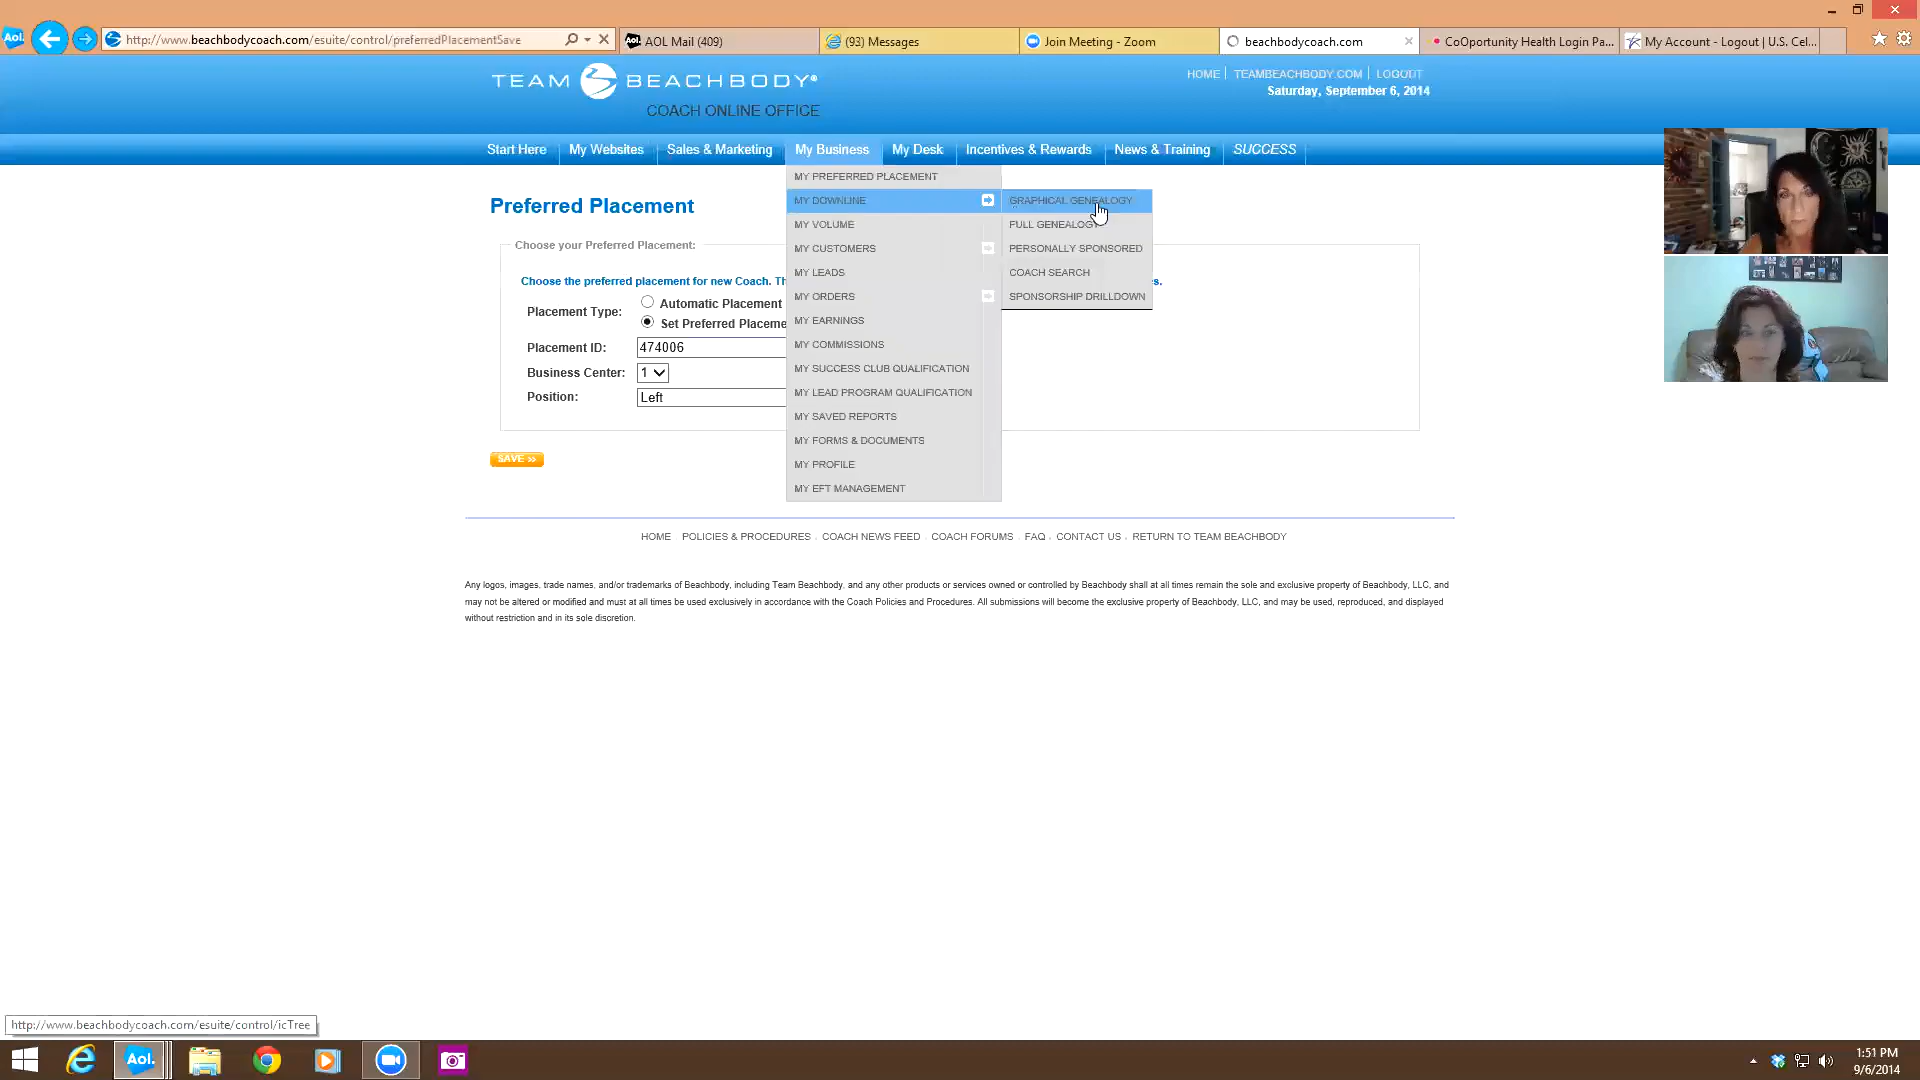 Aol. http://www.beachbodycoach.com/esuite/control/preferredPlacementSave
Aol. AOL Mail (409)
(93) Messages
Join Meeting - Zoom
beachbodycoach.com
CoOportunity Health Login Pa...
My Account - Logout | U.S. Cel...
TEAM BEACHBODY®
COACH ONLINE OFFICE
HOME | TEAMBEACHBODY.COM | LOGOUT
Saturday, September 6, 2014
Start Here My Websites Sales & Marketing My Business My Desk Incentives & Rewards News & Training SUCCESS
MY PREFERRED PLACEMENT
MY DOWNLINE
MY VOLUME
MY CUSTOMERS
MY LEADS
MY ORDERS
MY EARNINGS
MY COMMISSIONS
MY SUCCESS CLUB QUALIFICATION
MY LEAD PROGRAM QUALIFICATION
MY SAVED REPORTS
MY FORMS & DOCUMENTS
MY PROFILE
MY EFT MANAGEMENT
GRAPHICAL GENEALOGY
FULL GENEALOGY
PERSONALLY SPONSORED
COACH SEARCH
SPONSORSHIP DRILLDOWN
Preferred Placement
Choose your Preferred Placement:
Choose the preferred placement for new Coach. Th
es.
Placement Type:
Automatic Placement
Set Preferred Placeme
Placement ID: 474006
Business Center: 1
Position: Left
SAVE »
HOME POLICIES & PROCEDURES . COACH NEWS FEED . COACH FORUMS . FAQ . CONTACT US . RETURN TO TEAM BEACHBODY
Any logos, images, trade names, and/or trademarks of Beachbody, including Team Beachbody, and any other products or services owned or controlled by Beachbody shall at all times remain the sole and exclusive property of Beachbody, LLC, and
may not be altered or modified and must at all times be used exclusively in accordance with the Coach Policies and Procedures. All submissions will become the exclusive property of Beachbody, LLC, and may be used, reproduced, and displayed
without restriction and in its sole discretion.
http://www.beachbodycoach.com/esuite/control/icTree
Aol.
1:51 PM
9/6/2014